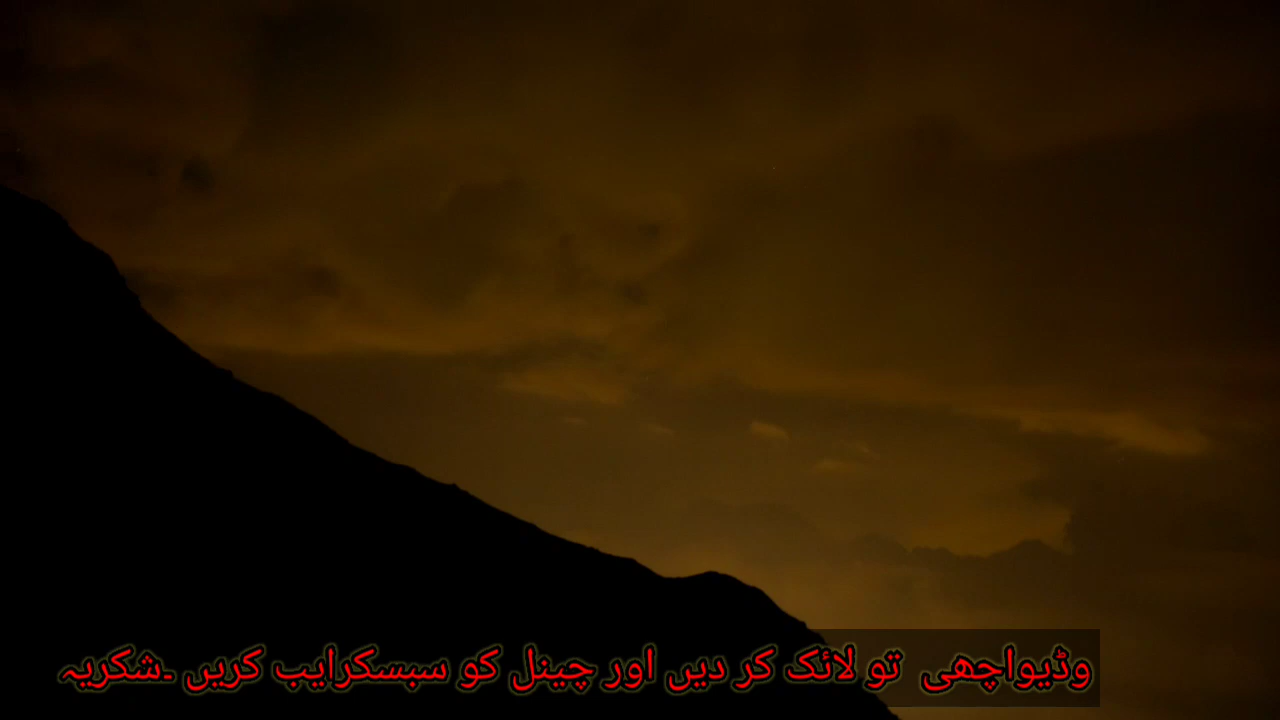 وڈیواچھی تو لائک کر دیں اور چینل کو سبسکرایب کریں ۔شکریہ